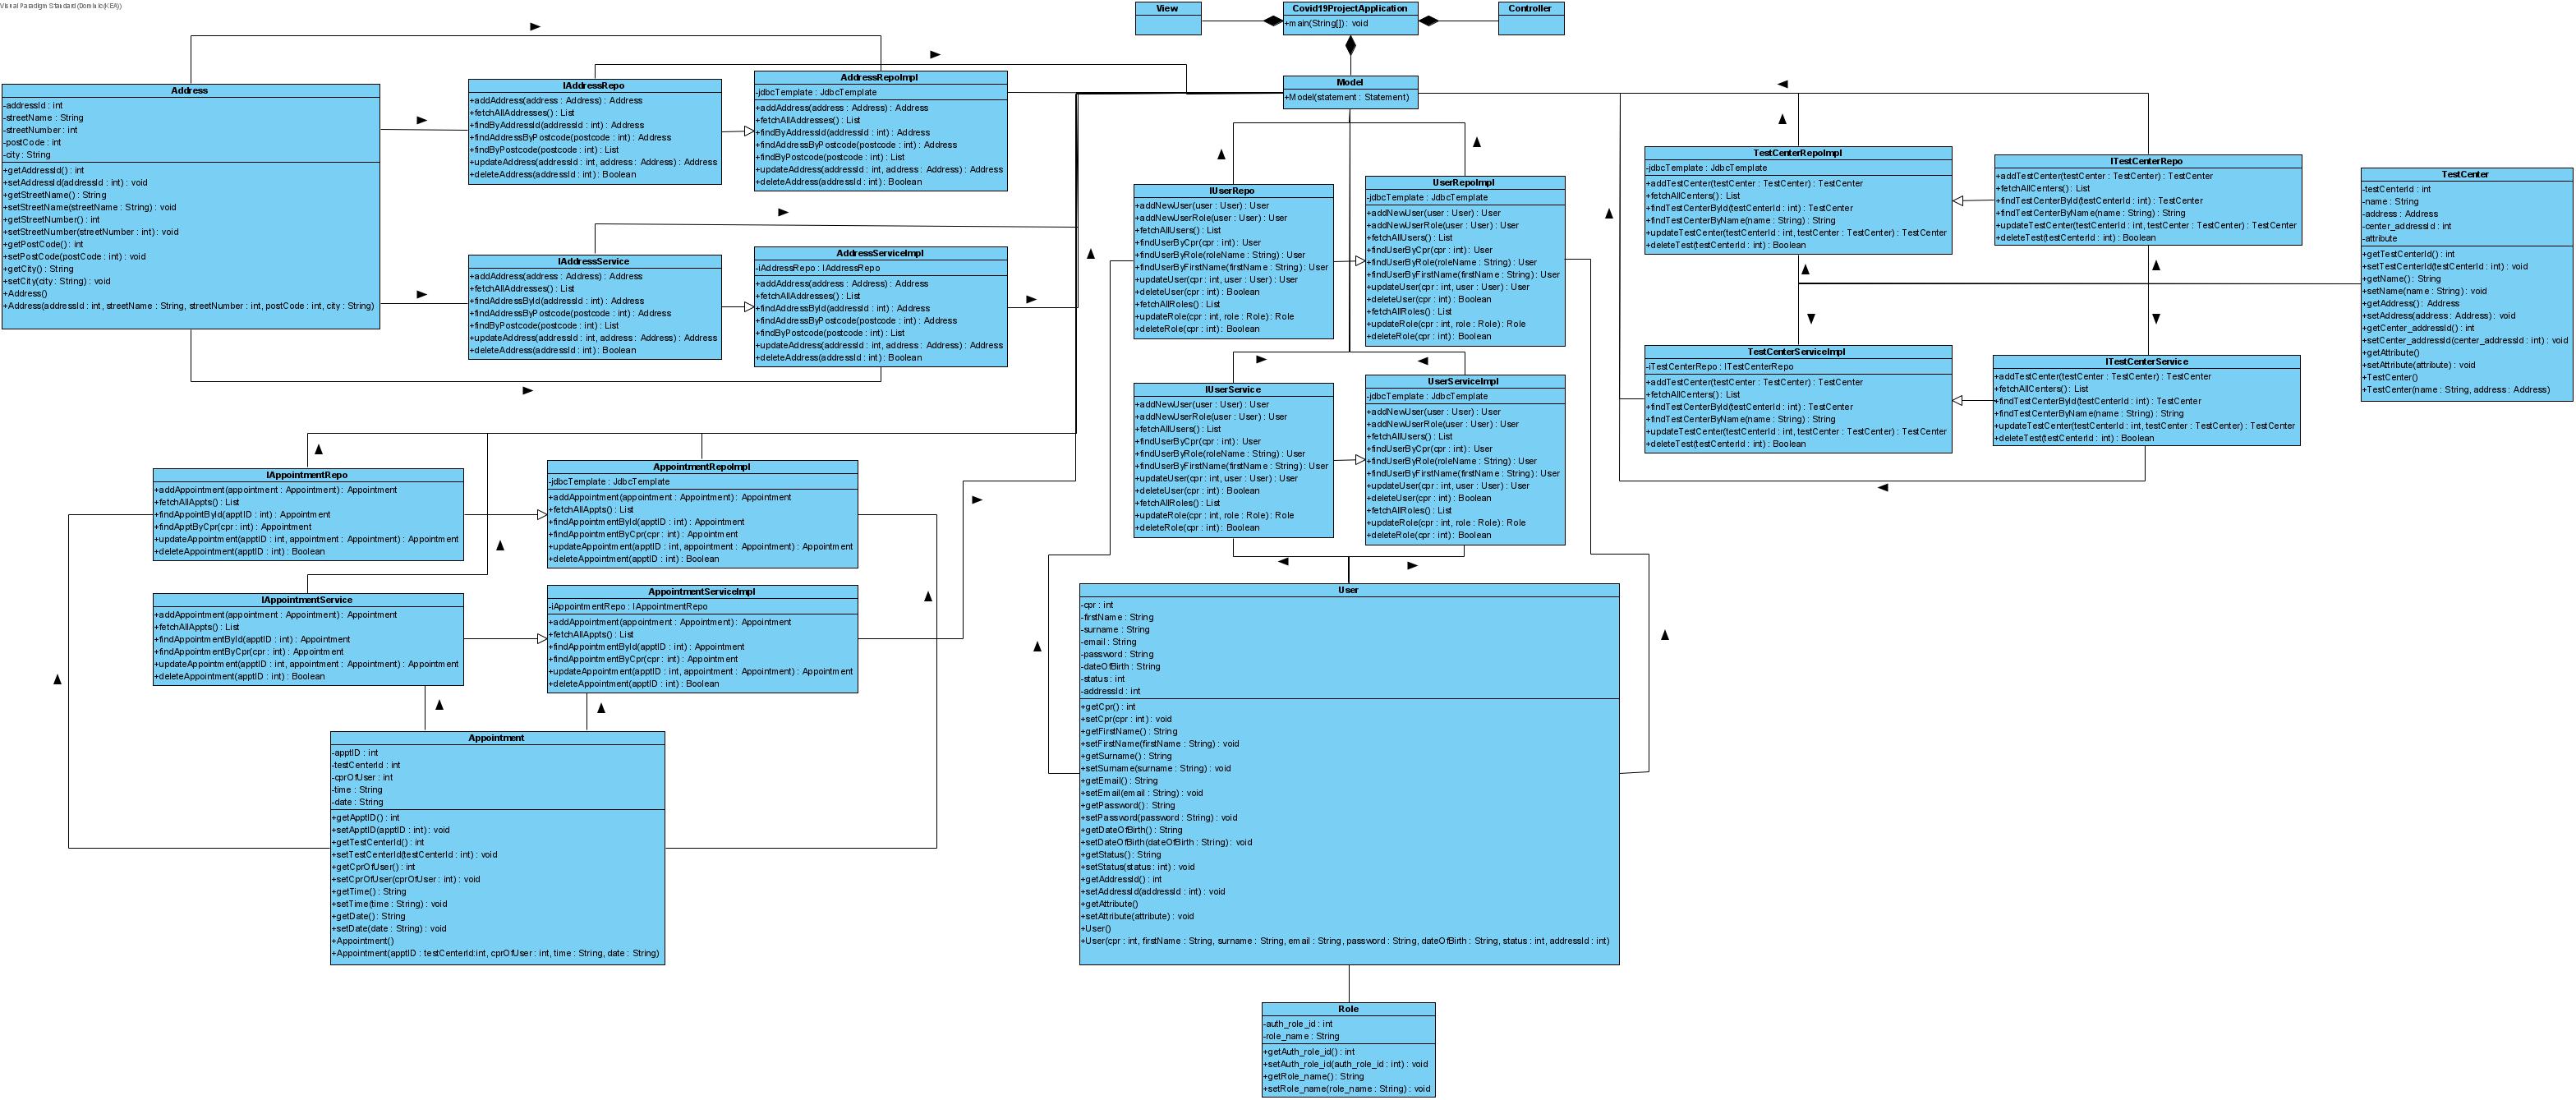 Visual Paradigm Standard(Dominic(KEA))
View
Covid19ProjectApplication
+main(String[]) : void
Controller
Model
+Model(statement : Statement)
Address
-addressId : int
-streetName : String
-streetNumber : int
-postCode : int
-city : String
+getAddressId() : int
+setAddressId(addressId : int) : void
+getStreetName() : String
+setStreetName(streetName : String) : void
+getStreetNumber() : int
+setStreetNumber(streetNumber : int) : void
+getPostCode() : int
+setPostCode(postCode : int) : void
+getCity() : String
+setCity(city : String) : void
+Address()
+Address(addressId : int, streetName : String, streetNumber : int, postCode : int, city : String)
IAddressRepo
+addAddress(address : Address) : Address
+fetchAllAddresses() : List
+findByAddressId(addressId : int) : Address
+findAddressByPostcode(postcode : int) : Address
+findByPostcode(postcode : int) : List
+updateAddress(addressId : int, address : Address) : Address
+deleteAddress(addressId : int) : Boolean
AddressRepoImpl
-jdbcTemplate : JdbcTemplate
+addAddress(address : Address) : Address
+fetchAllAddresses() : List
+findByAddressId(addressId : int) : Address
+findAddressByPostcode(postcode : int) : Address
+findByPostcode(postcode : int) : List
+updateAddress(addressId : int, address : Address) : Address
+deleteAddress(addressId : int) : Boolean
IAddressService
+addAddress(address : Address) : Address
+fetchAllAddresses() : List
+findAddressById(addressId : int) : Address
+findAddressByPostcode(postcode : int) : Address
+findByPostcode(postcode : int) : List
+updateAddress(addressId : int, address : Address) : Address
+deleteAddress(addressId : int) : Boolean
AddressServiceImpl
-iAddressRepo : IAddressRepo
+addAddress(address : Address) : Address
+fetchAllAddresses() : List
+findAddressById(addressId : int) : Address
+findAddressByPostcode(postcode : int) : Address
+findByPostcode(postcode : int) : List
+updateAddress(addressId : int, address : Address) : Address
+deleteAddress(addressId : int) : Boolean
IUserRepo
+addNewUser(user : User) : User
+addNewUserRole(user : User) : User
+fetchAllUsers() : List
+findUserByCpr(cpr : int) : User
+findUserByRole(roleName : String) : User
+findUserByFirstName(firstName : String) : User
+updateUser(cpr : int, user : User) : User
+deleteUser(cpr : int) : Boolean
+fetchAllRoles() : List
+updateRole(cpr : int, role : Role) : Role
+deleteRole(cpr : int) : Boolean
UserRepoImpl
-jdbcTemplate : JdbcTemplate
+addNewUser(user : User) : User
+addNewUserRole(user : User) : User
+fetchAllUsers() : List
+findUserByCpr(cpr : int) : User
+findUserByRole(roleName : String) : User
+findUserByFirstName(firstName : String) : User
+updateUser(cpr : int, user : User) : User
+deleteUser(cpr : int) : Boolean
+fetchAllRoles() : List
+updateRole(cpr : int, role : Role) : Role
+deleteRole(cpr : int) : Boolean
IUserService
+addNewUser(user : User) : User
+addNewUserRole(user : User) : User
+fetchAllUsers() : List
+findUserByCpr(cpr : int) : User
+findUserByRole(roleName : String) : User
+findUserByFirstName(firstName : String) : User
+updateUser(cpr : int, user : User) : User
+deleteUser(cpr : int) : Boolean
+fetchAllRoles() : List
+updateRole(cpr : int, role : Role) : Role
+deleteRole(cpr : int) : Boolean
UserServiceImpl
-jdbcTemplate : JdbcTemplate
+addNewUser(user : User) : User
+addNewUserRole(user : User) : User
+fetchAllUsers() : List
+findUserByCpr(cpr : int) : User
+findUserByRole(roleName : String) : User
+findUserByFirstName(firstName : String) : User
+updateUser(cpr : int, user : User) : User
+deleteUser(cpr : int) : Boolean
+fetchAllRoles() : List
+updateRole(cpr : int, role : Role) : Role
+deleteRole(cpr : int) : Boolean
TestCenterRepoImpl
-jdbcTemplate : JdbcTemplate
+addTestCenter(testCenter : TestCenter) : TestCenter
+fetchAllCenters() : List
+findTestCenterById(testCenterId : int) : TestCenter
+findTestCenterByName(name : String) : String
+updateTestCenter(testCenterId : int, testCenter : TestCenter) : TestCenter
+deleteTest(testCenterId : int) : Boolean
ITestCenterRepo
+addTestCenter(testCenter : TestCenter) : TestCenter
+fetchAllCenters() : List
+findTestCenterById(testCenterId : int) : TestCenter
+findTestCenterByName(name : String) : String
+updateTestCenter(testCenterId : int, testCenter : TestCenter) : TestCenter
+deleteTest(testCenterId : int) : Boolean
TestCenter
-testCenterId : int
-name : String
-address : Address
-center_addressId : int
-attribute
+getTestCenterId() : int
+setTestCenterId(testCenterId : int) : void
+getName() : String
+setName(name : String) : void
+getAddress() : Address
+setAddress(address : Address) : void
+getCenter_addressId() : int
+setCenter_addressId(center_addressId : int) : void
+getAttribute()
+setAttribute(attribute) : void
+TestCenter()
+TestCenter(name : String, address : Address)
TestCenterServiceImpl
-iTestCenterRepo : ITestCenterRepo
+addTestCenter(testCenter : TestCenter) : TestCenter
+fetchAllCenters() : List
+findTestCenterById(testCenterId : int) : TestCenter
+findTestCenterByName(name : String) : String
+updateTestCenter(testCenterId : int, testCenter : TestCenter) : TestCenter
+deleteTest(testCenterId : int) : Boolean
ITestCenterService
+addTestCenter(testCenter : TestCenter) : TestCenter
+fetchAllCenters() : List
+findTestCenterById(testCenterId : int) : TestCenter
+findTestCenterByName(name : String) : String
+updateTestCenter(testCenterId : int, testCenter : TestCenter) : TestCenter
+deleteTest(testCenterId : int) : Boolean
IAppointmentRepo
+addAppointment(appointment : Appointment) : Appointment
+fetchAllAppts() : List
+findAppointById(apptID : int) : Appointment
+findApptByCpr(cpr : int) : Appointment
+updateAppointment(apptID : int, appointment : Appointment) : Appointment
+deleteAppointment(apptID : int) : Boolean
AppointmentRepoImpl
-jdbcTemplate : JdbcTemplate
+addAppointment(appointment : Appointment) : Appointment
+fetchAllAppts() : List
+findAppointmentById(apptID : int) : Appointment
+findAppointmentByCpr(cpr : int) : Appointment
+updateAppointment(apptID : int, appointment : Appointment) : Appointment
+deleteAppointment(apptID : int) : Boolean
IAppointmentService
+addAppointment(appointment : Appointment) : Appointment
+fetchAllAppts() : List
+findAppointmentById(apptID : int) : Appointment
+findAppointmentByCpr(cpr : int) : Appointment
+updateAppointment(apptID : int, appointment : Appointment) : Appointment
+deleteAppointment(apptID : int) : Boolean
AppointmentServiceImpl
-iAppointmentRepo : IAppointmentRepo
+addAppointment(appointment : Appointment) : Appointment
+fetchAllAppts() : List
+findAppointmentById(apptID : int) : Appointment
+findAppointmentByCpr(cpr : int) : Appointment
+updateAppointment(apptID : int, appointment : Appointment) : Appointment
+deleteAppointment(apptID : int) : Boolean
Appointment
-apptID : int
-testCenterId : int
-cprOfUser : int
-time : String
-date : String
+getApptID() : int
+setApptID(apptID : int) : void
+getTestCenterId() : int
+setTestCenterId(testCenterId : int) : void
+getCprOfUser() : int
+setCprOfUser(cprOfUser : int) : void
+getTime() : String
+setTime(time : String) : void
+getDate() : String
+setDate(date : String) : void
+Appointment()
+Appointment(apptID : testCenterId:int, cprOfUser : int, time : String, date : String)
User
-cpr : int
-firstName : String
-surname : String
-email : String
-password : String
-dateOfBirth : String
-status : int
-addressId : int
+getCpr() : int
+setCpr(cpr : int) : void
+getFirstName() : String
+setFirstName(firstName : String) : void
+getSurname() : String
+setSurname(surname : String) : void
+getEmail() : String
+setEmail(email : String) : void
+getPassword() : String
+setPassword(password : String) : void
+getDateOfBirth() : String
+setDateOfBirth(dateOfBirth : String) : void
+getStatus() : String
+setStatus(status : int) : void
+getAddressId() : int
+setAddressId(addressId : int) : void
+getAttribute()
+setAttribute(attribute) : void
+User()
+User(cpr : int, firstName : String, surname : String, email : String, password : String, dateOfBirth : String, status : int, addressId : int)
Role
-auth_role_id : int
-role_name : String
+getAuth_role_id() : int
+setAuth_role_id(auth_role_id : int) : void
+getRole_name() : String
+setRole_name(role_name : String) : void